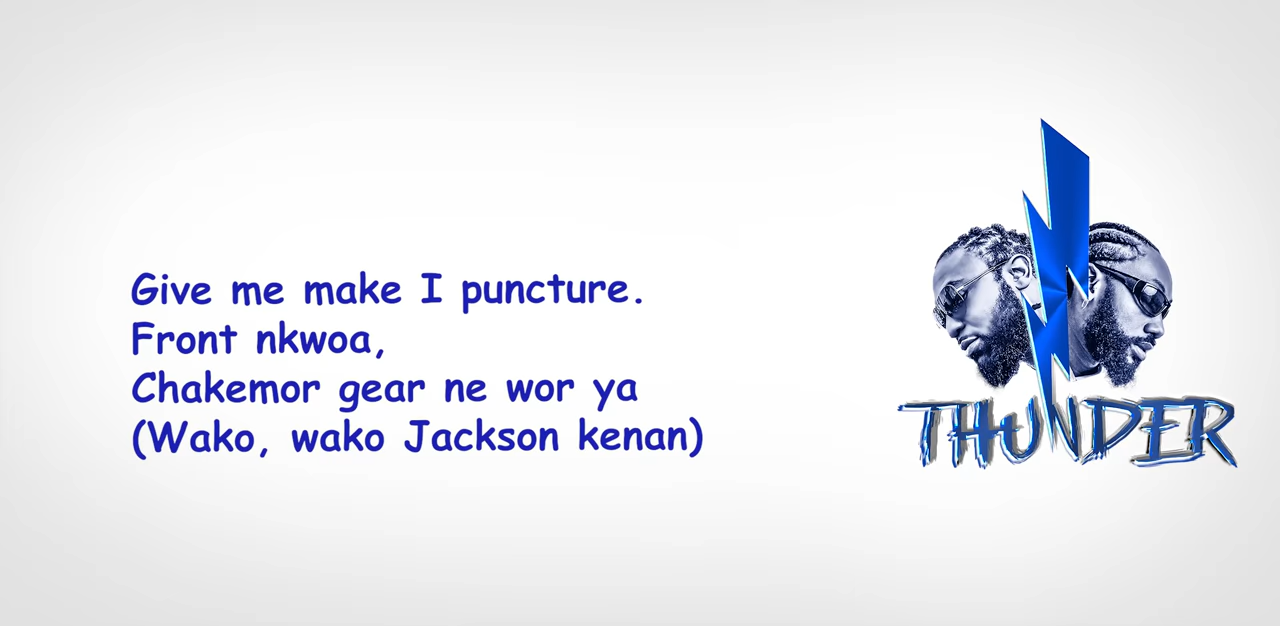 Give me make I puncture.
Front nkwoa,
Chakemor gear ne wor ya
(Wako, wako Jackson kenan)
THUNDER